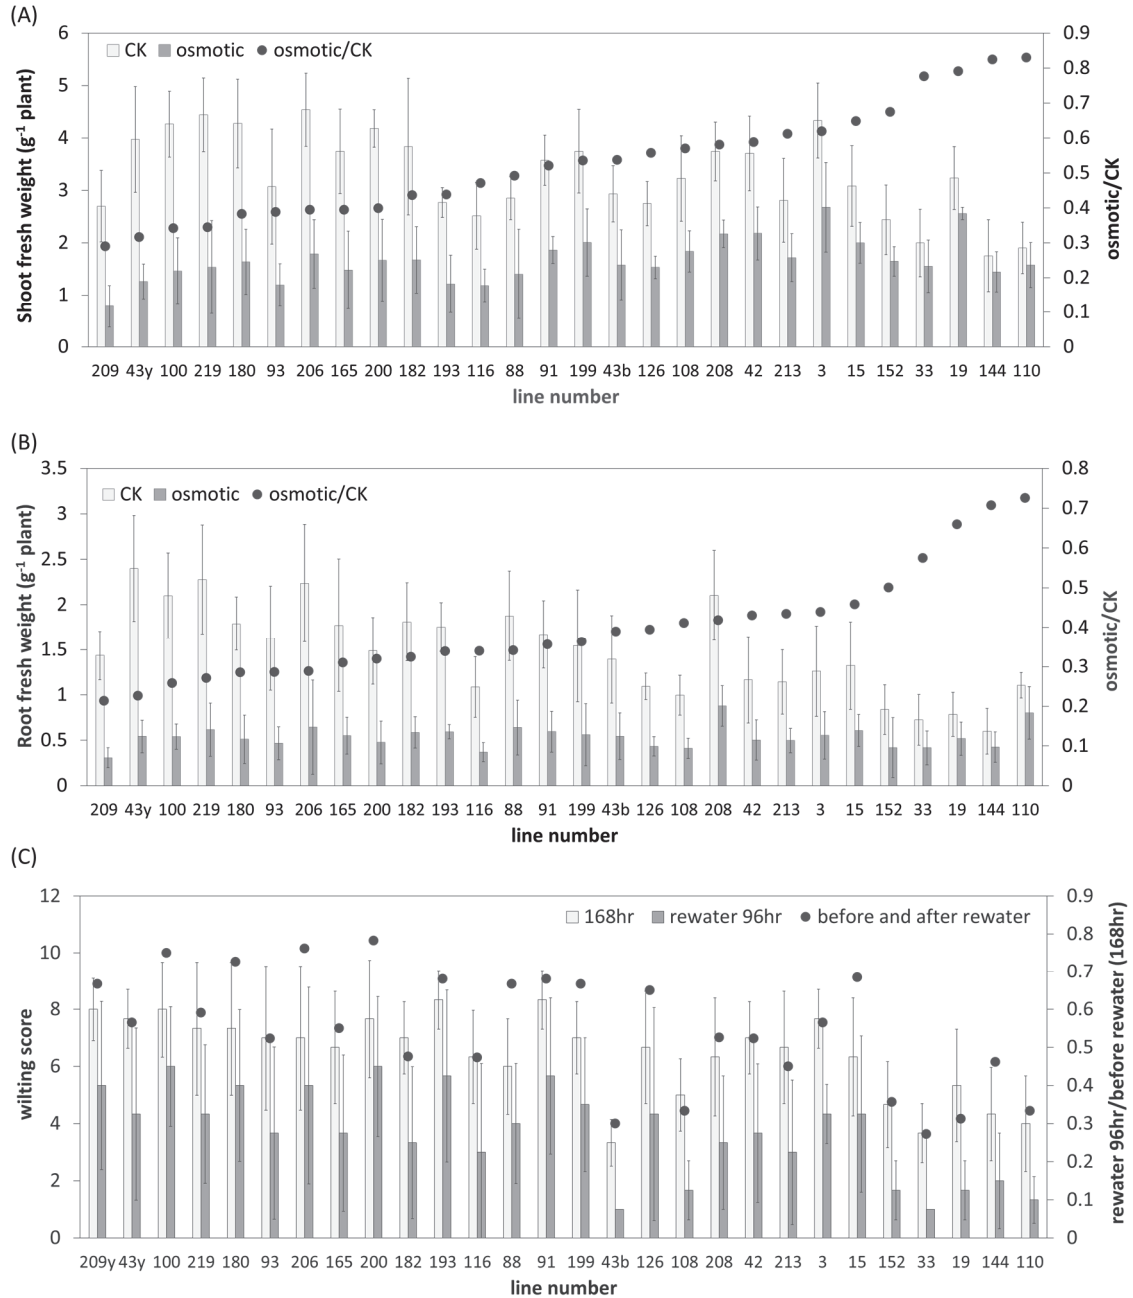 (A)
CK osmotic osmotic/CK
Shoot fresh weight (g⁻¹ plant)
6
5
4
3
2
1
0
0.9
0.8
0.7
0.6
0.5
0.4
0.3
0.2
0.1
0
osmotic/CK
209 43y 100 219 180 93 206 165 200 182 193 116 88 91 199 43b 126 108 208 42 213 3 15 152 33 19 144 110
line number
(B)
CK osmotic osmotic/CK
Root fresh weight (g⁻¹ plant)
3.5
3
2.5
2
1.5
1
0.5
0
0.8
0.7
0.6
0.5
0.4
0.3
0.2
0.1
0
osmotic/CK
209 43y 100 219 180 93 206 165 200 182 193 116 88 91 199 43b 126 108 208 42 213 3 15 152 33 19 144 110
line number
(C)
168hr rewater 96hr before and after rewater
wilting score
12
10
8
6
4
2
0
0.9
0.8
0.7
0.6
0.5
0.4
0.3
0.2
0.1
0
rewater 96hr/before rewater (168hr)
209y 43y 100 219 180 93 206 165 200 182 193 116 88 91 199 43b 126 108 208 42 213 3 15 152 33 19 144 110
line number